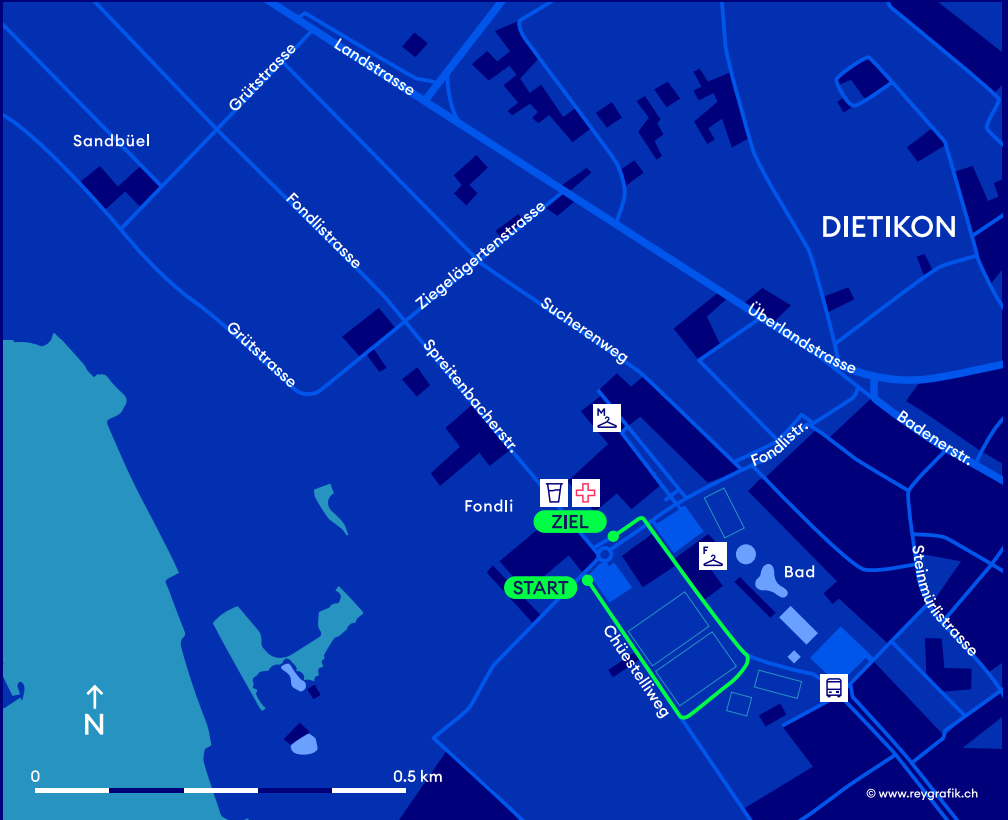 Landstrasse
Grütstrasse
Sandbüel
Fondlistrasse
Ziegelägertenstrasse
DIETIKON
Sucherenweg
Überlandstrasse
Grütstrasse
Spreitenbacherstr.
M
Fondlistr.
Badenerstr.
Fondli
ZIEL
F
Bad
START
Steinmürlistrasse
Chüestelliweg
N
0
0.5 km
© www.reygrafik.ch